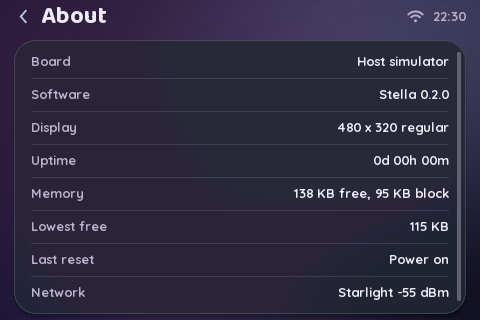 About
22:30
Board Host simulator
Software Stella 0.2.0
Display 480 x 320 regular
Uptime 0d 00h 00m
Memory 138 KB free, 95 KB block
Lowest free 115 KB
Last reset Power on
Network Starlight -55 dBm